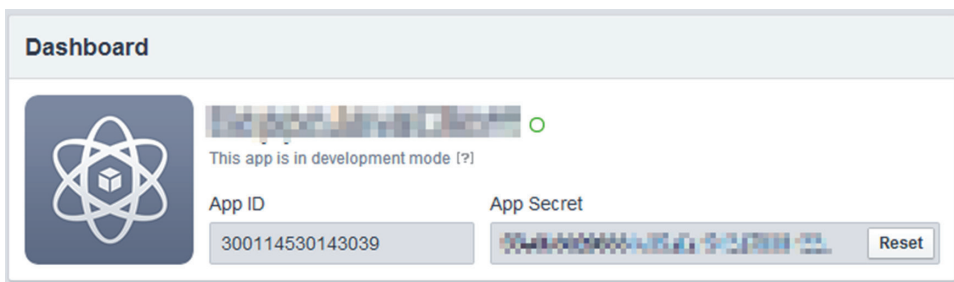 Dashboard
This app is in development mode [?]
App ID
App Secret
300114530143039
Reset